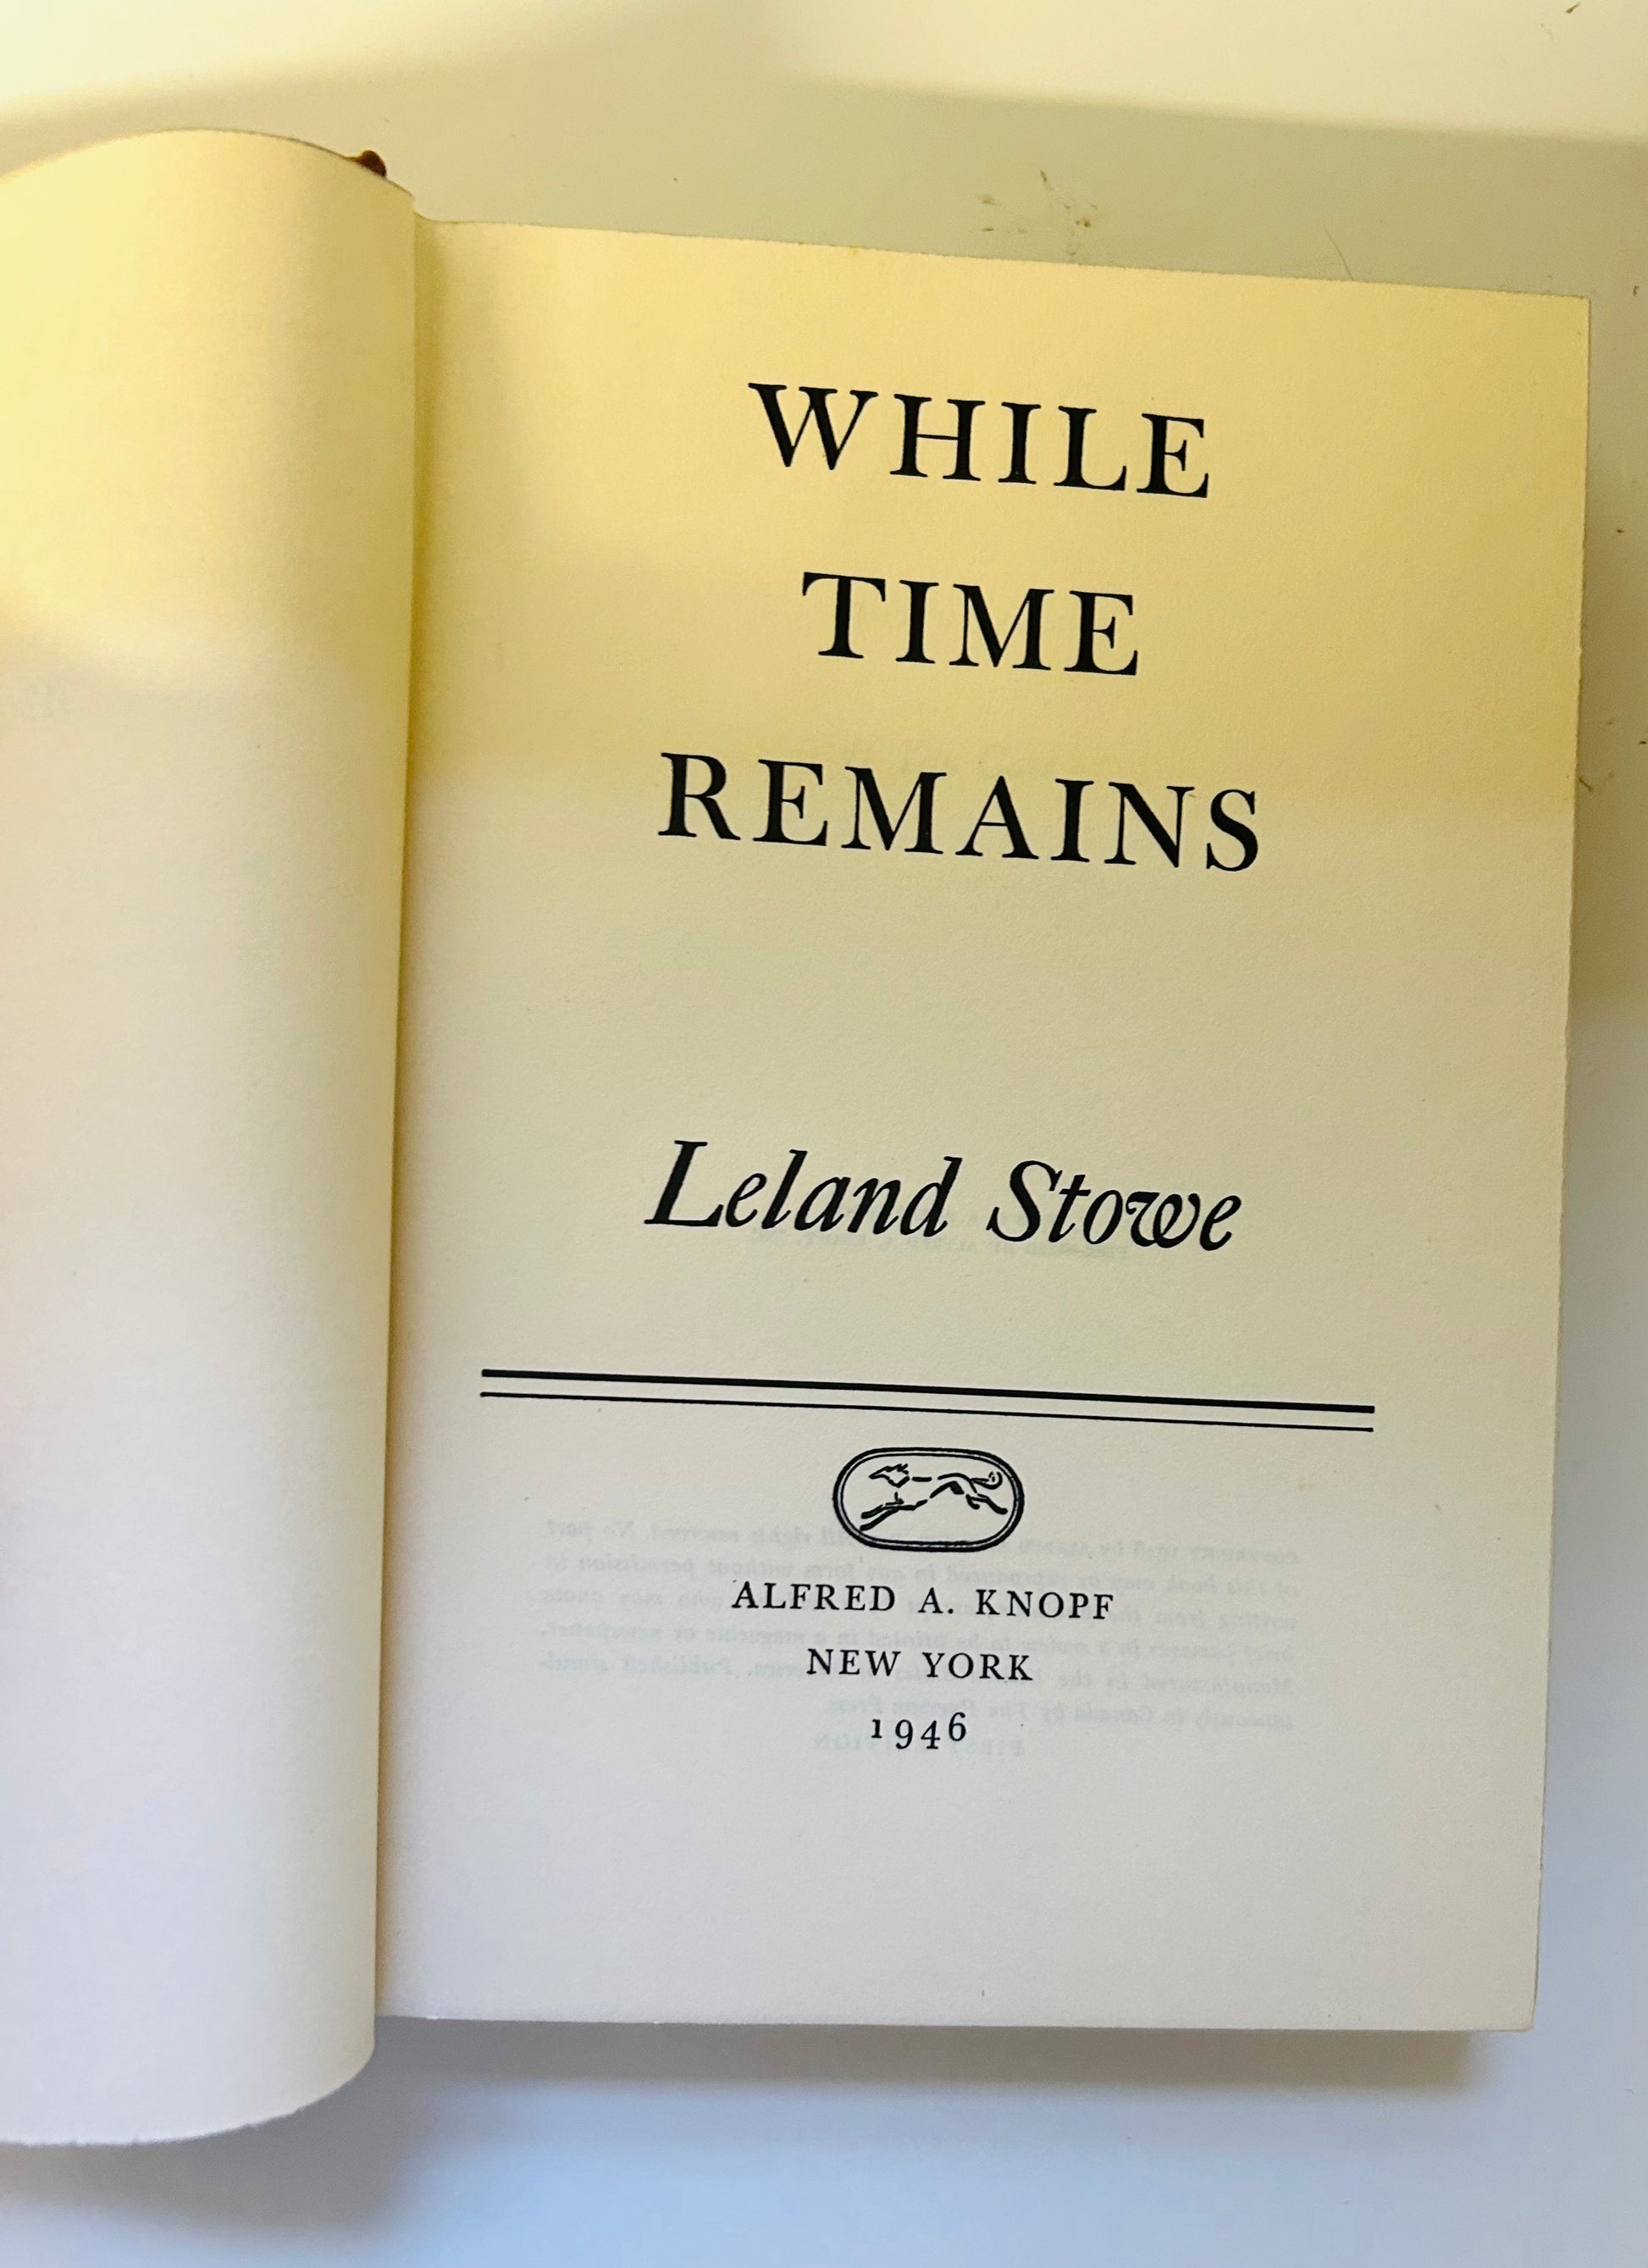 WHILE
TIME
REMAINS
Leland Stowe
ALFRED A. KNOPF
NEW YORK
1946